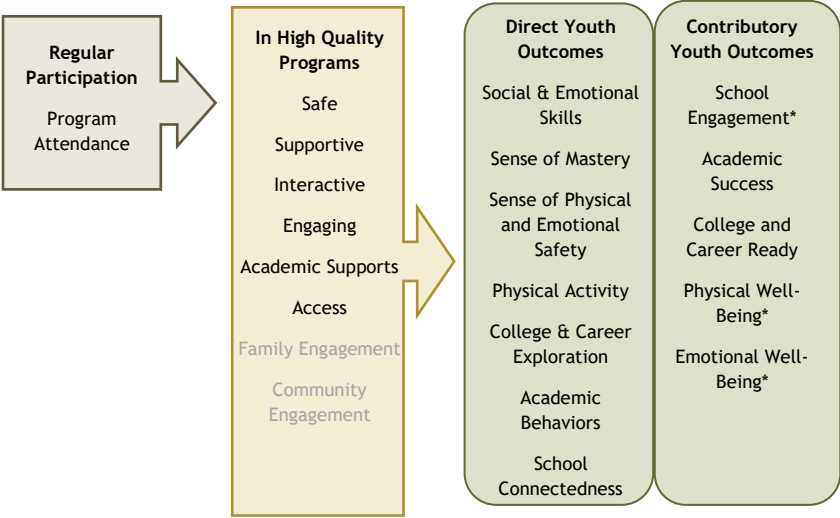 Regular
Participation
Program
Attendance
In High Quality
Programs
Safe
Supportive
Interactive
Engaging
Academic Supports
Access
Family Engagement
Community
Engagement
Direct Youth
Outcomes
Social & Emotional
Skills
Sense of Mastery
Sense of Physical
and Emotional
Safety
Physical Activity
College & Career
Exploration
Academic
Behaviors
School
Connectedness
Contributory
Youth Outcomes
School
Engagement*
Academic
Success
College and
Career Ready
Physical Well-
Being*
Emotional Well-
Being*